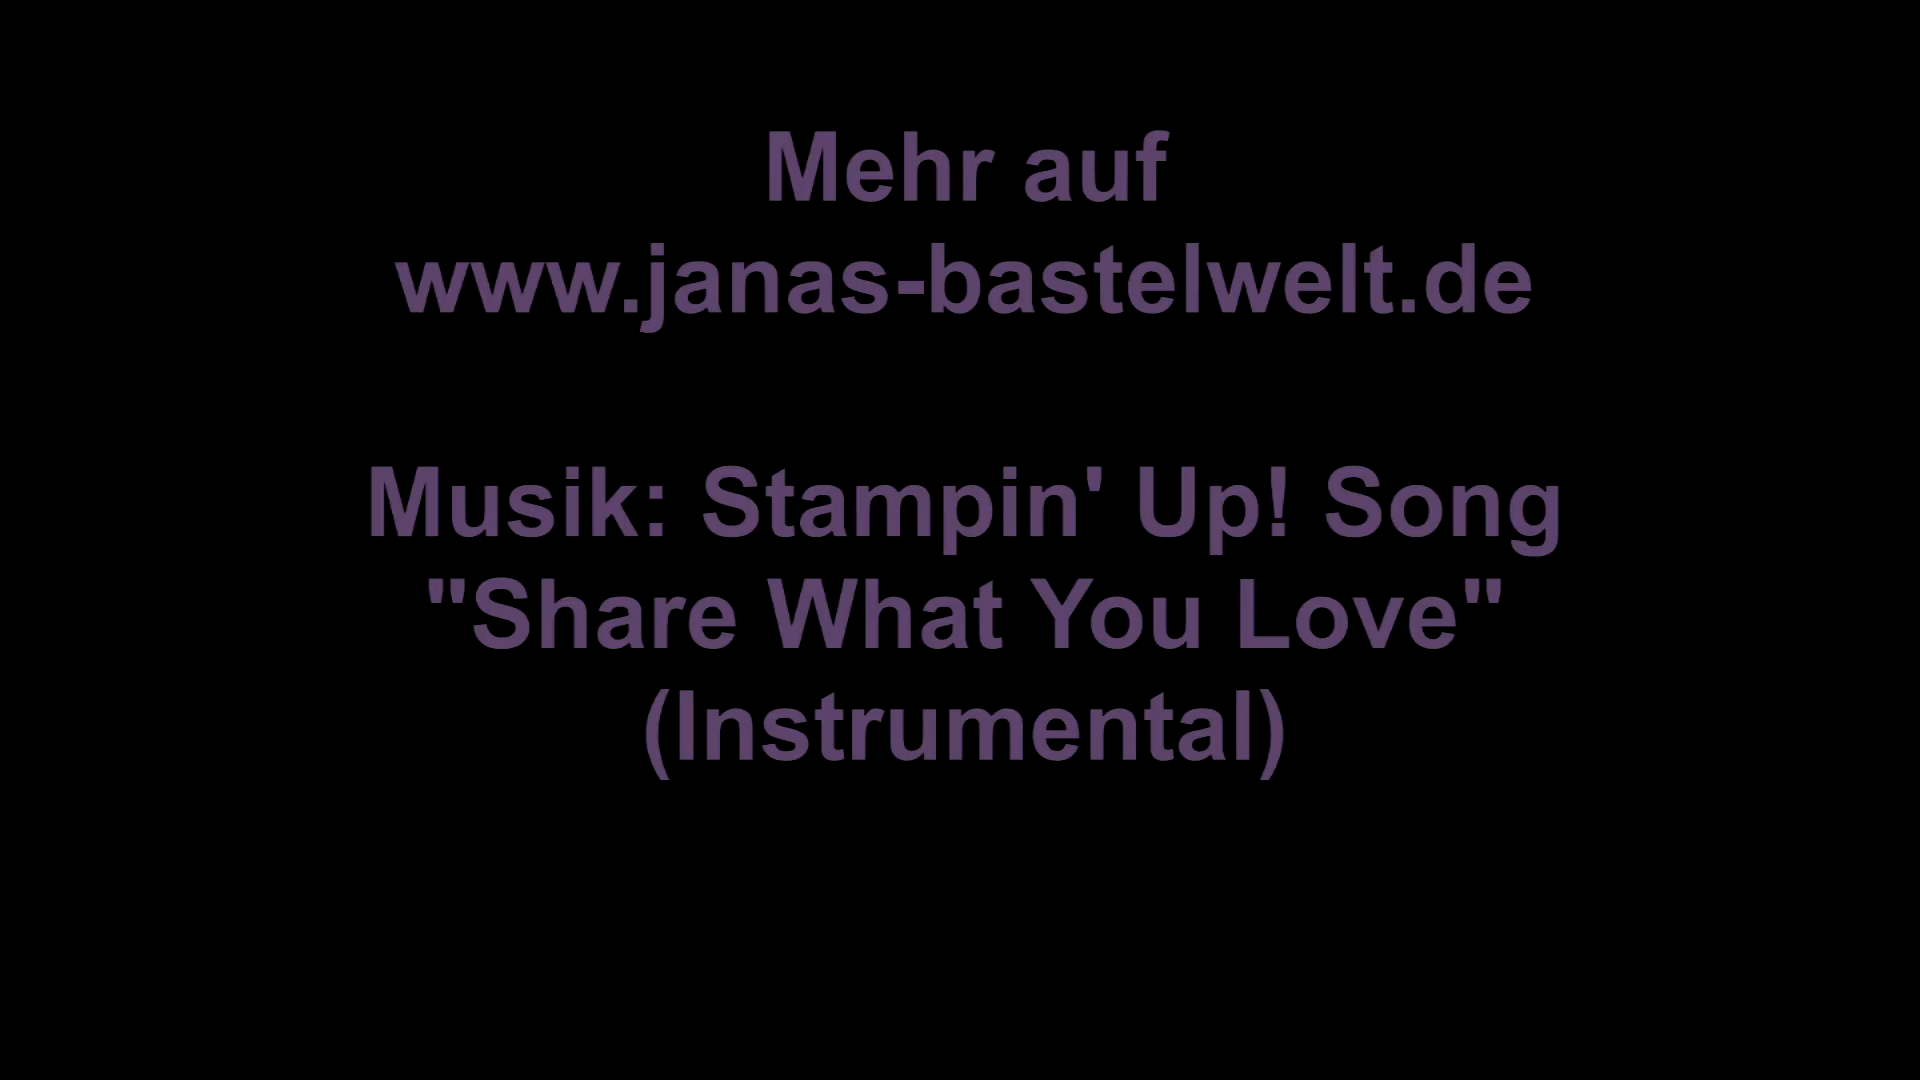 Mehr auf
www.janas-bastelwelt.de
Musik: Stampin' Up! Song
"Share What You Love"
(Instrumental)